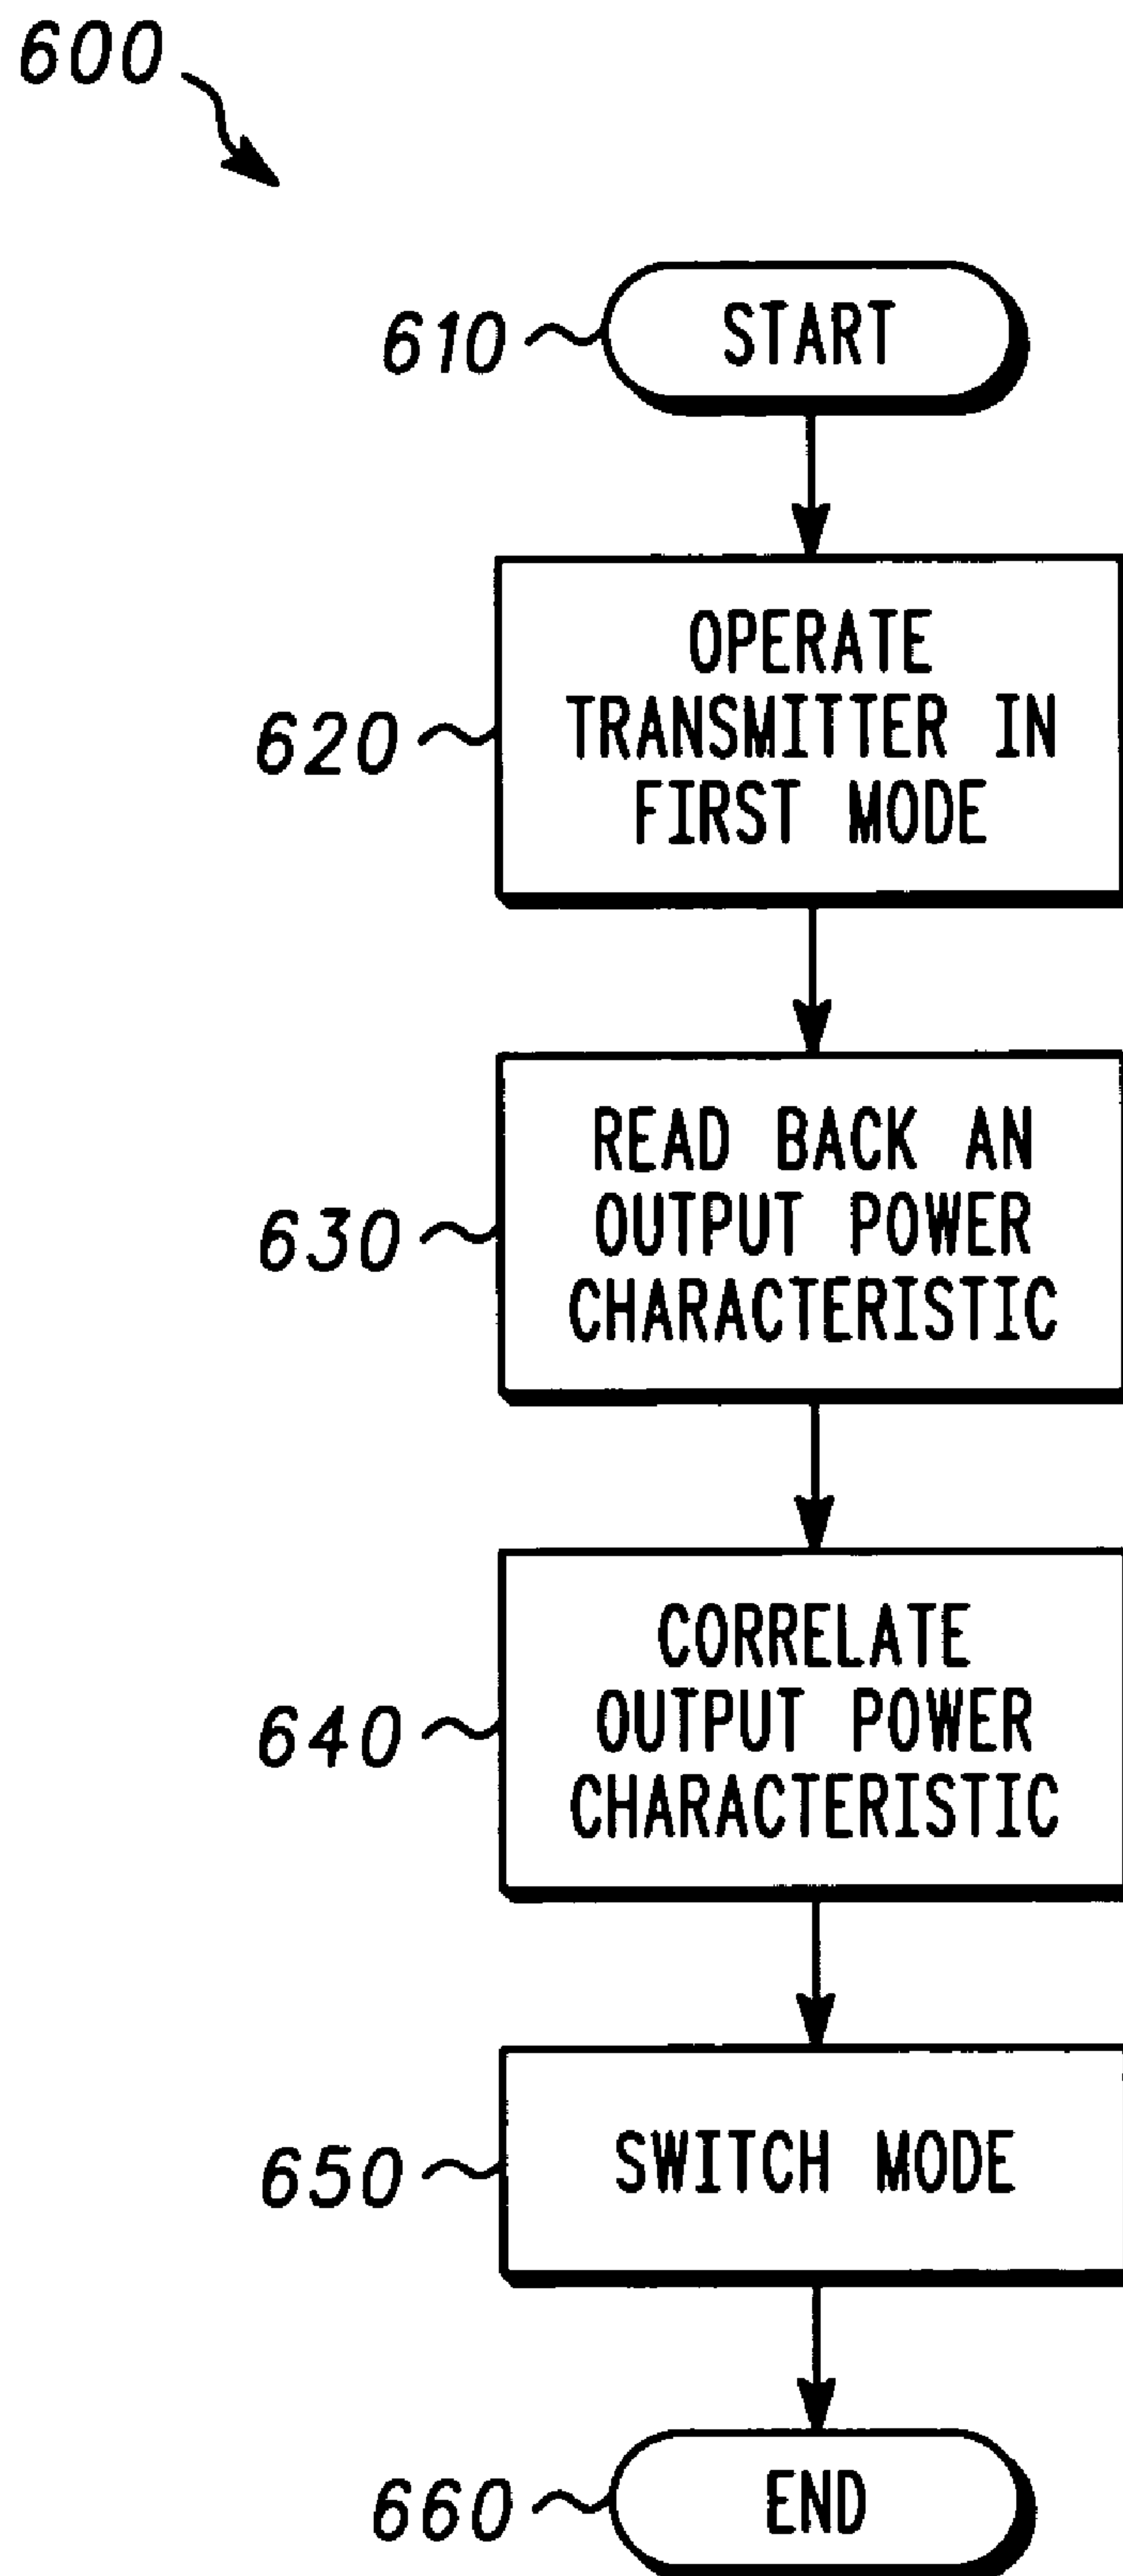 600
610
START
620
OPERATE
TRANSMITTER IN
FIRST MODE
630
READ BACK AN
OUTPUT POWER
CHARACTERISTIC
640
CORRELATE
OUTPUT POWER
CHARACTERISTIC
650
SWITCH MODE
660
END